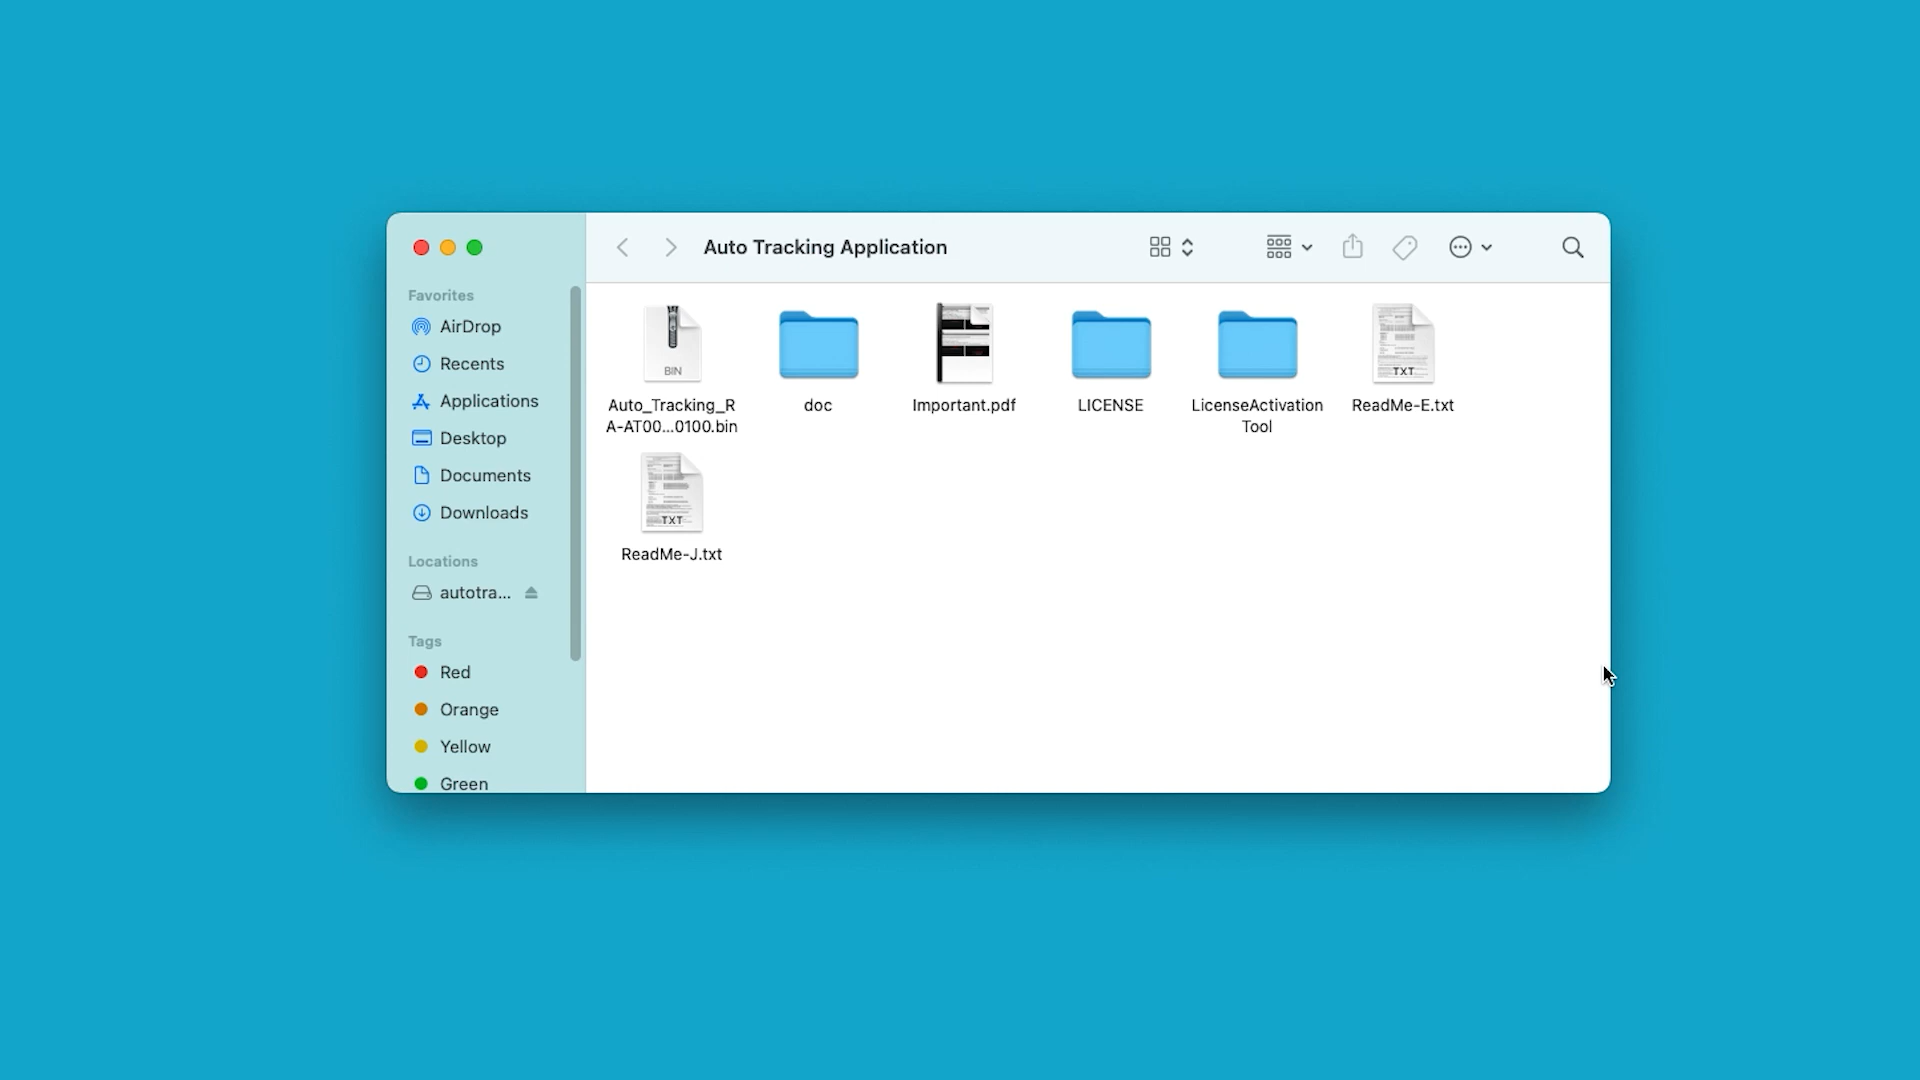 Auto Tracking Application
Favorites
AirDrop
Recents
Applications
Desktop
Documents
Downloads
Locations
autotra...
Tags
Red
Orange
Yellow
Green
BIN
Auto_Tracking_R
A-AT00...0100.bin
doc
Important.pdf
LICENSE
LicenseActivation
Tool
TXT
ReadMe-E.txt
TXT
ReadMe-J.txt